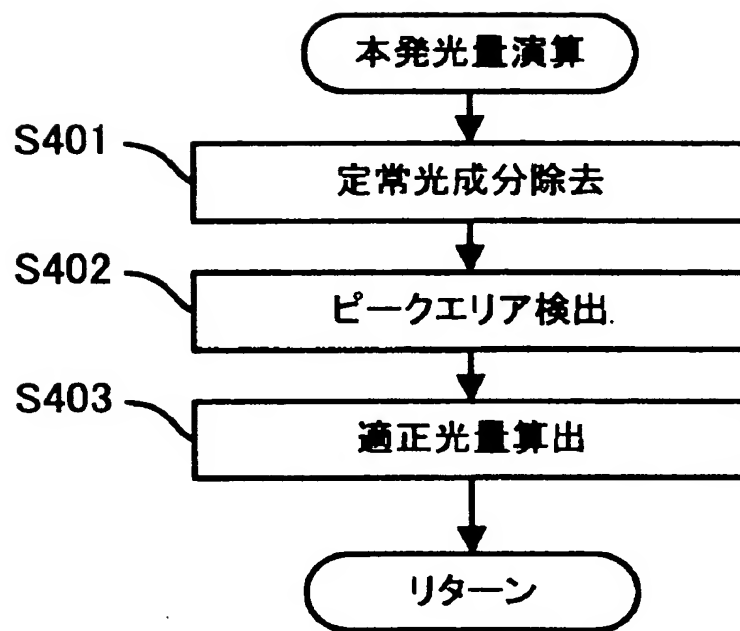 本発光量演算
S401
定常光成分除去
S402
ピークエリア検出
S403
適正光量算出
リターン